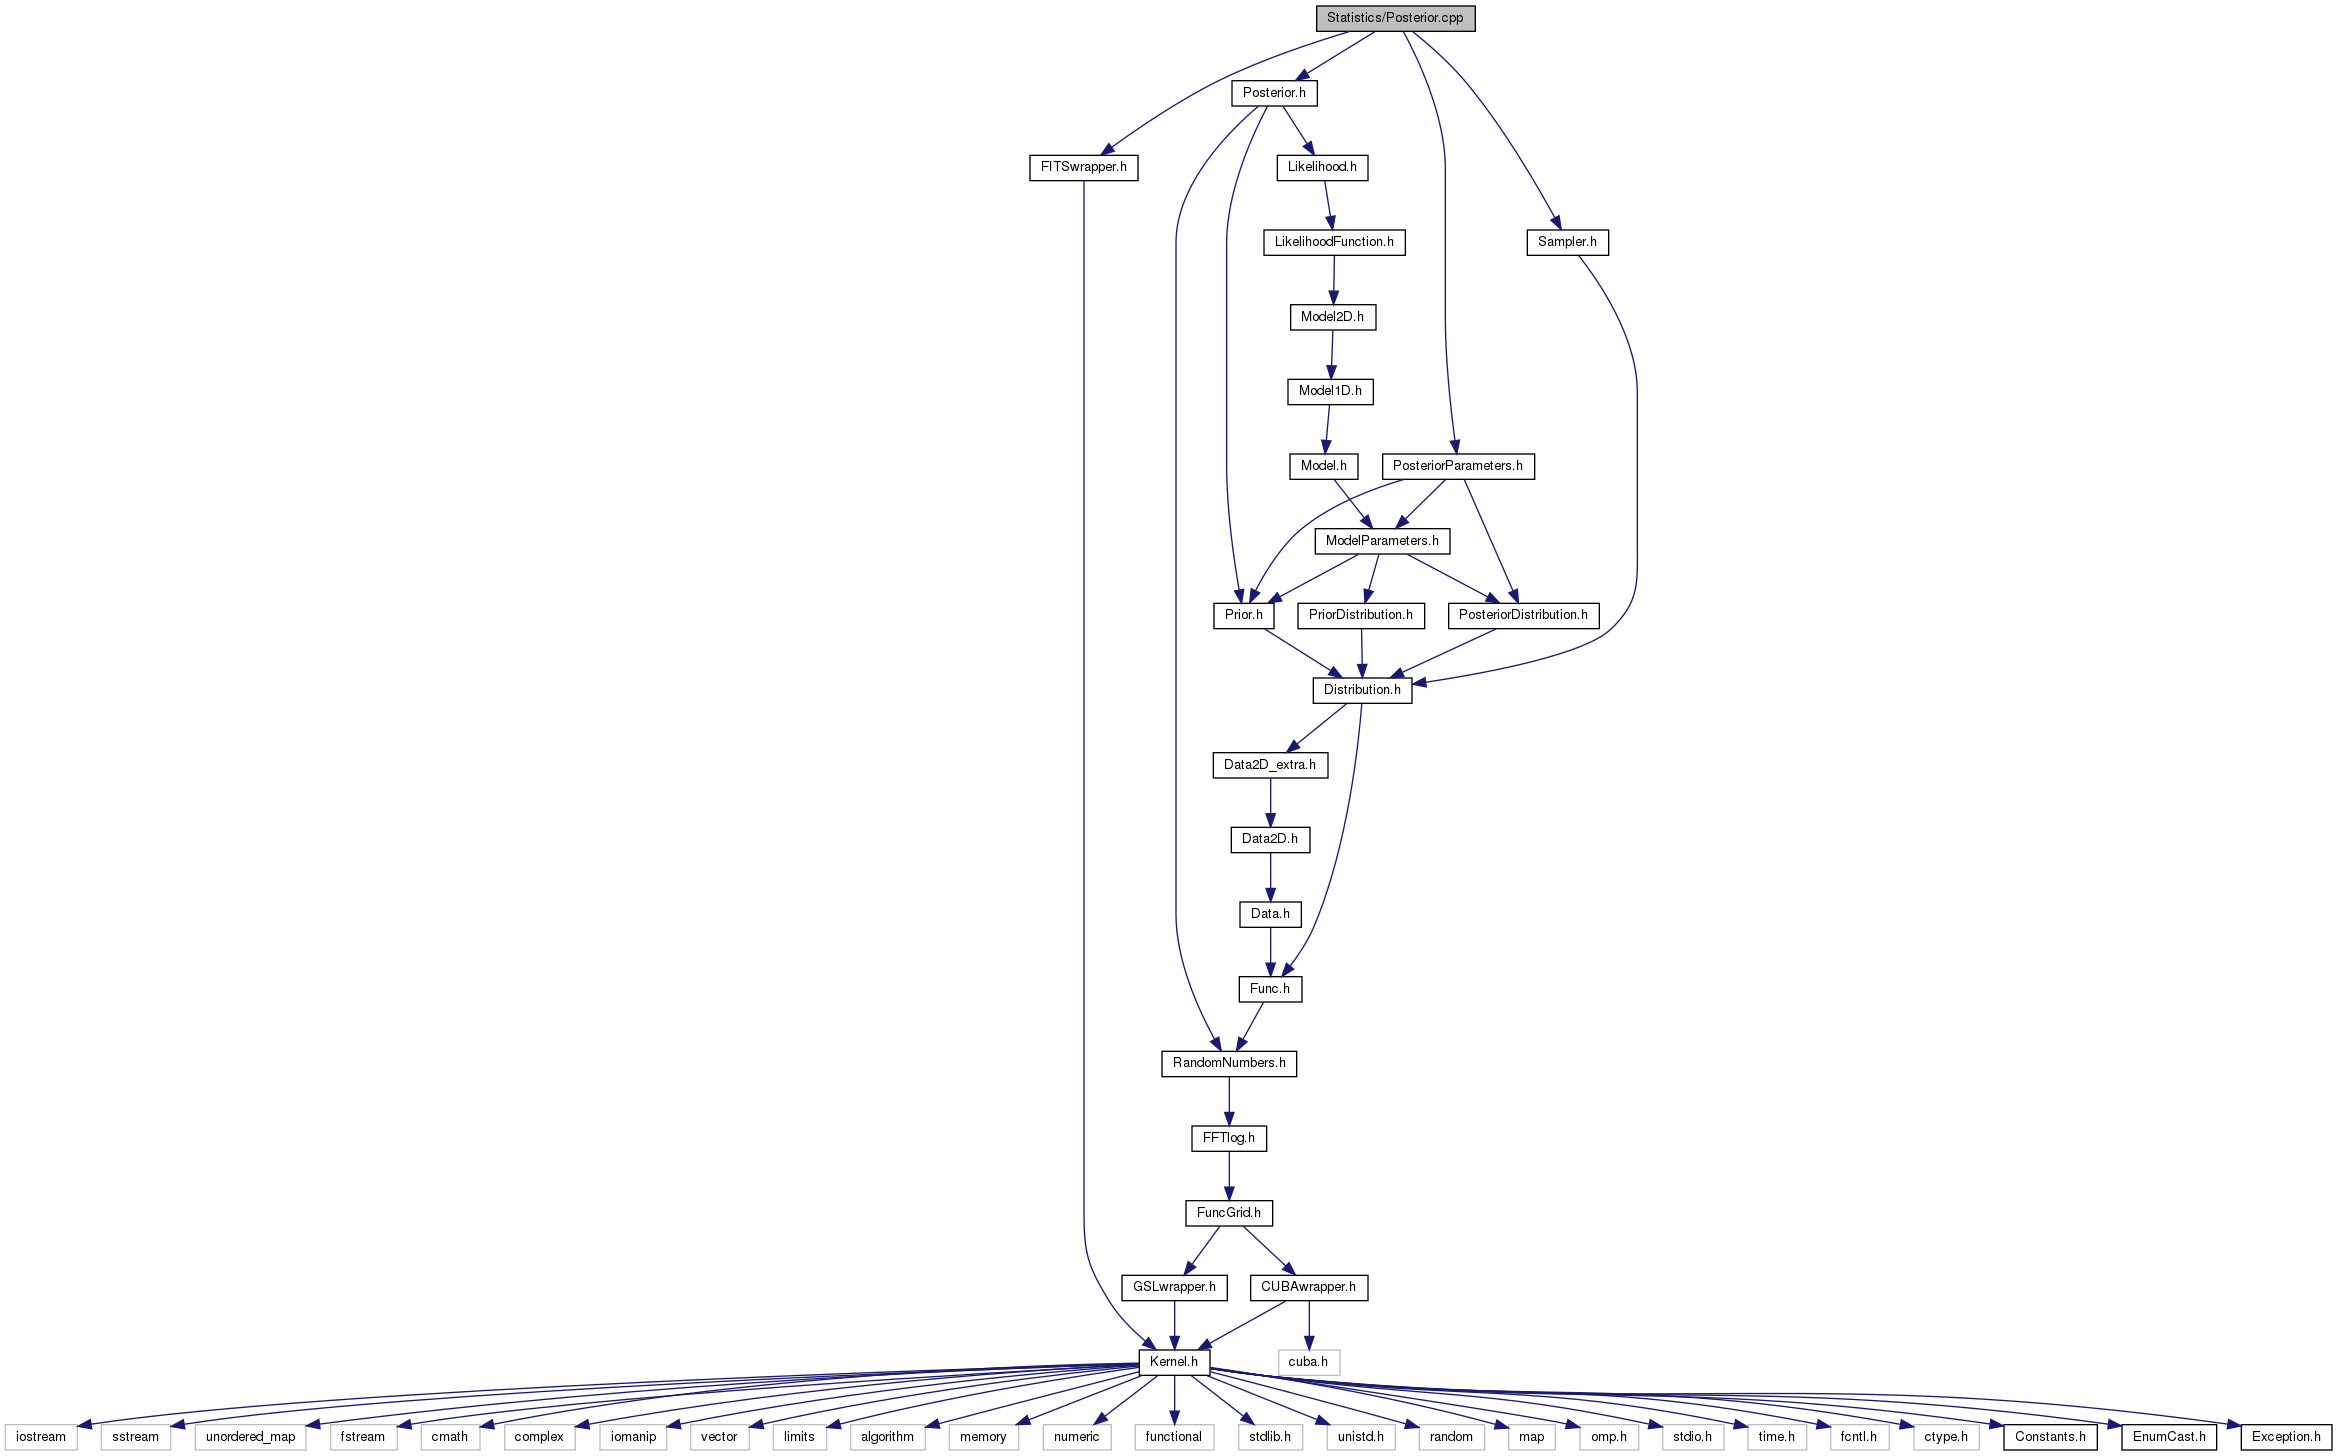 Statistics/Posterior.cpp
Posterior.h
FITSwrapper.h
Likelihood.h
LikelihoodFunction.h
Sampler.h
Model2D.h
Model1D.h
Model.h
PosteriorParameters.h
ModelParameters.h
Prior.h
PriorDistribution.h
PosteriorDistribution.h
Distribution.h
Data2D_extra.h
Data2D.h
Data.h
Func.h
RandomNumbers.h
FFTlog.h
FuncGrid.h
GSLwrapper.h
CUBAwrapper.h
Kernel.h
cuba.h
iostream
sstream
unordered_map
fstream
cmath
complex
iomanip
vector
limits
algorithm
memory
numeric
functional
stdlib.h
unistd.h
random
map
omp.h
stdio.h
time.h
fcntl.h
ctype.h
Constants.h
EnumCast.h
Exception.h